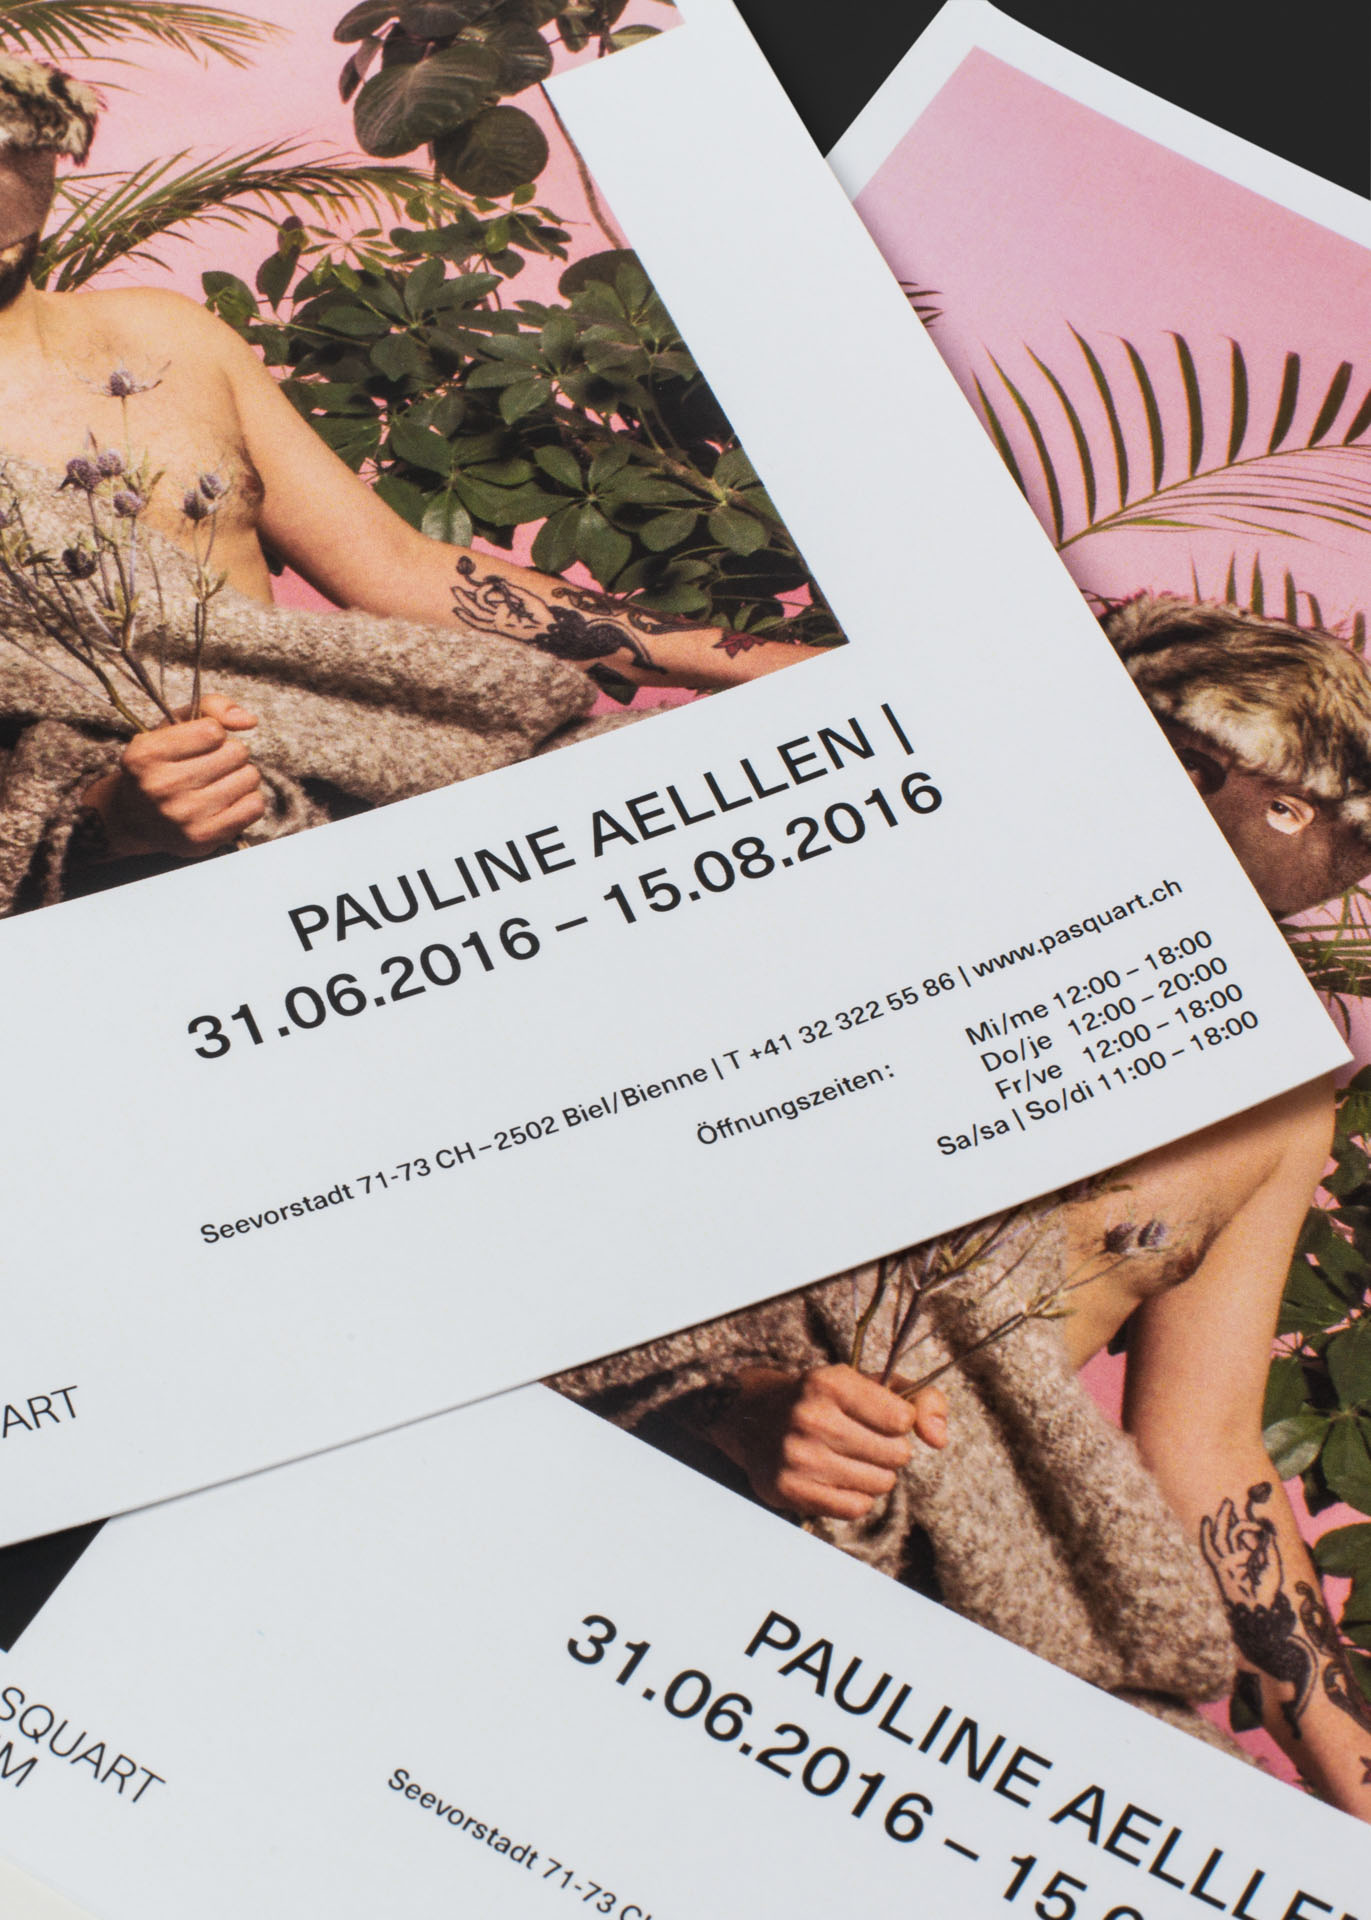 PAULINE AELLLEN |
31.06.2016 – 15.08.2016
Seevorstadt 71-73 CH–2502 Biel/Bienne | T +41 32 322 55 86 | www.pasquart.ch
Öffnungszeiten:
Mi/me 12:00 – 18:00
Do/je 12:00 – 20:00
Fr/ve 12:00 – 18:00
Sa/sa | So/di 11:00 – 18:00
ART
PAULINE AELLLE
31.06.2016 – 15.0
Seevorstadt 71-73 C
SQUART